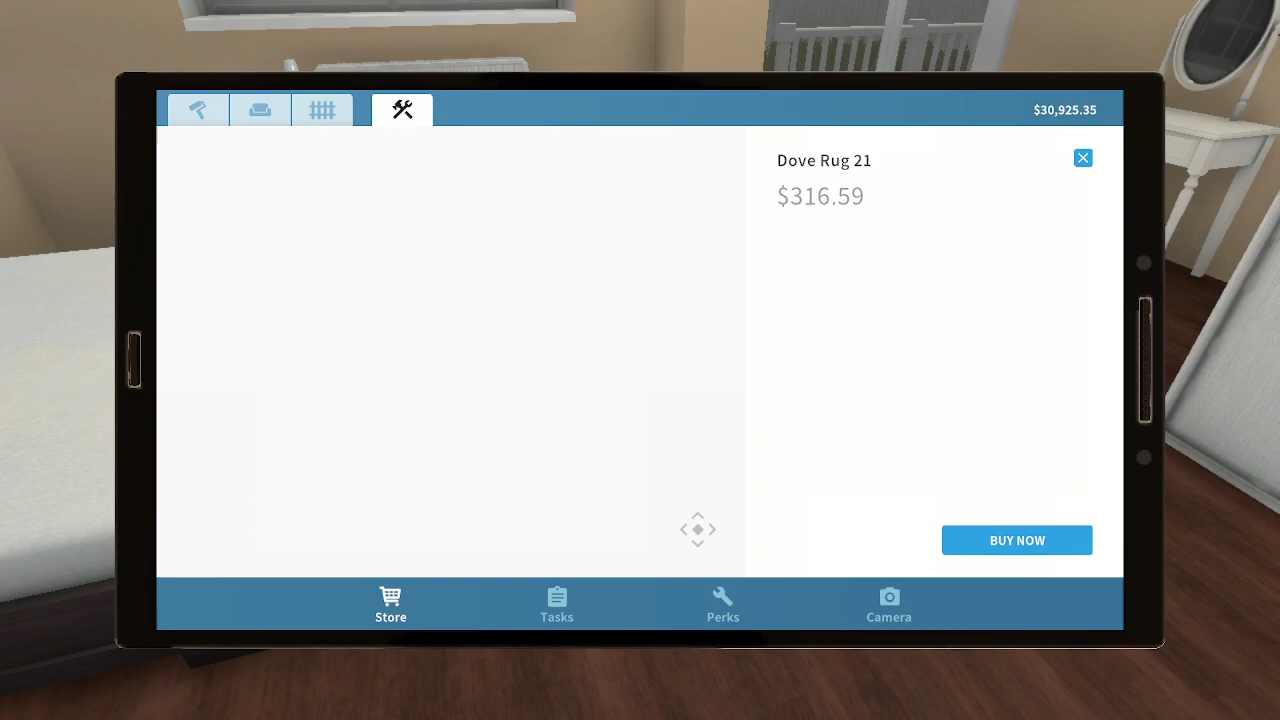 $30,925.35
Dove Rug 21
$316.59
BUY NOW
Store
Tasks
Perks
Camera